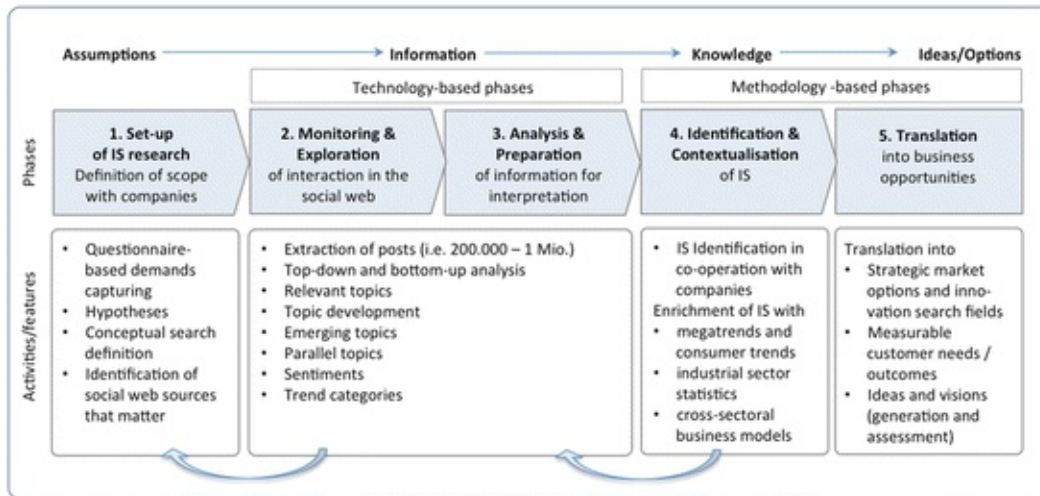 Assumptions Information Knowledge Ideas/Options
Technology-based phases Methodology -based phases
Phases
1. Set-up
of IS research
Definition of scope
with companies
2. Monitoring &
Exploration
of interaction in the
social web
3. Analysis &
Preparation
of information for
interpretation
4. Identification &
Contextualisation
of IS
5. Translation
into business
opportunities
Activities/features
• Questionnaire-
based demands
capturing
• Hypotheses
• Conceptual search
definition
• Identification of
social web sources
that matter
• Extraction of posts (i.e. 200.000 – 1 Mio.)
• Top-down and bottom-up analysis
• Relevant topics
• Topic development
• Emerging topics
• Parallel topics
• Sentiments
• Trend categories
• IS Identification in
co-operation with
companies
Enrichment of IS with
• megatrends and
consumer trends
• industrial sector
statistics
• cross-sectoral
business models
Translation into
• Strategic market
options and inno-
vation search fields
• Measurable
customer needs /
outcomes
• Ideas and visions
(generation and
assessment)